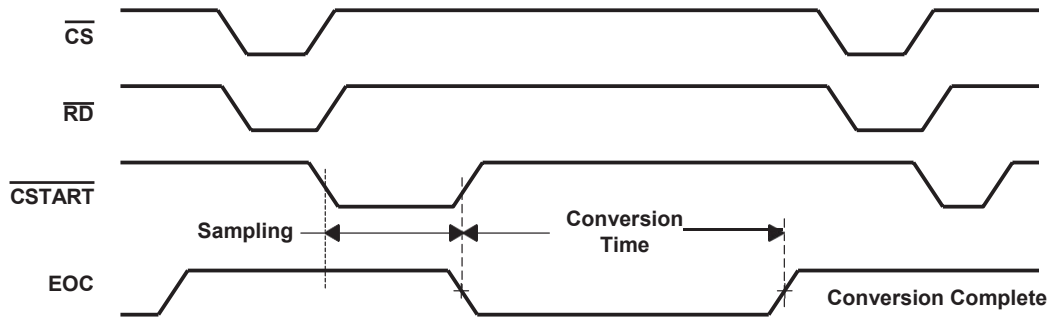 CS
RD
CSTART
Sampling
Conversion
Time
EOC
Conversion Complete